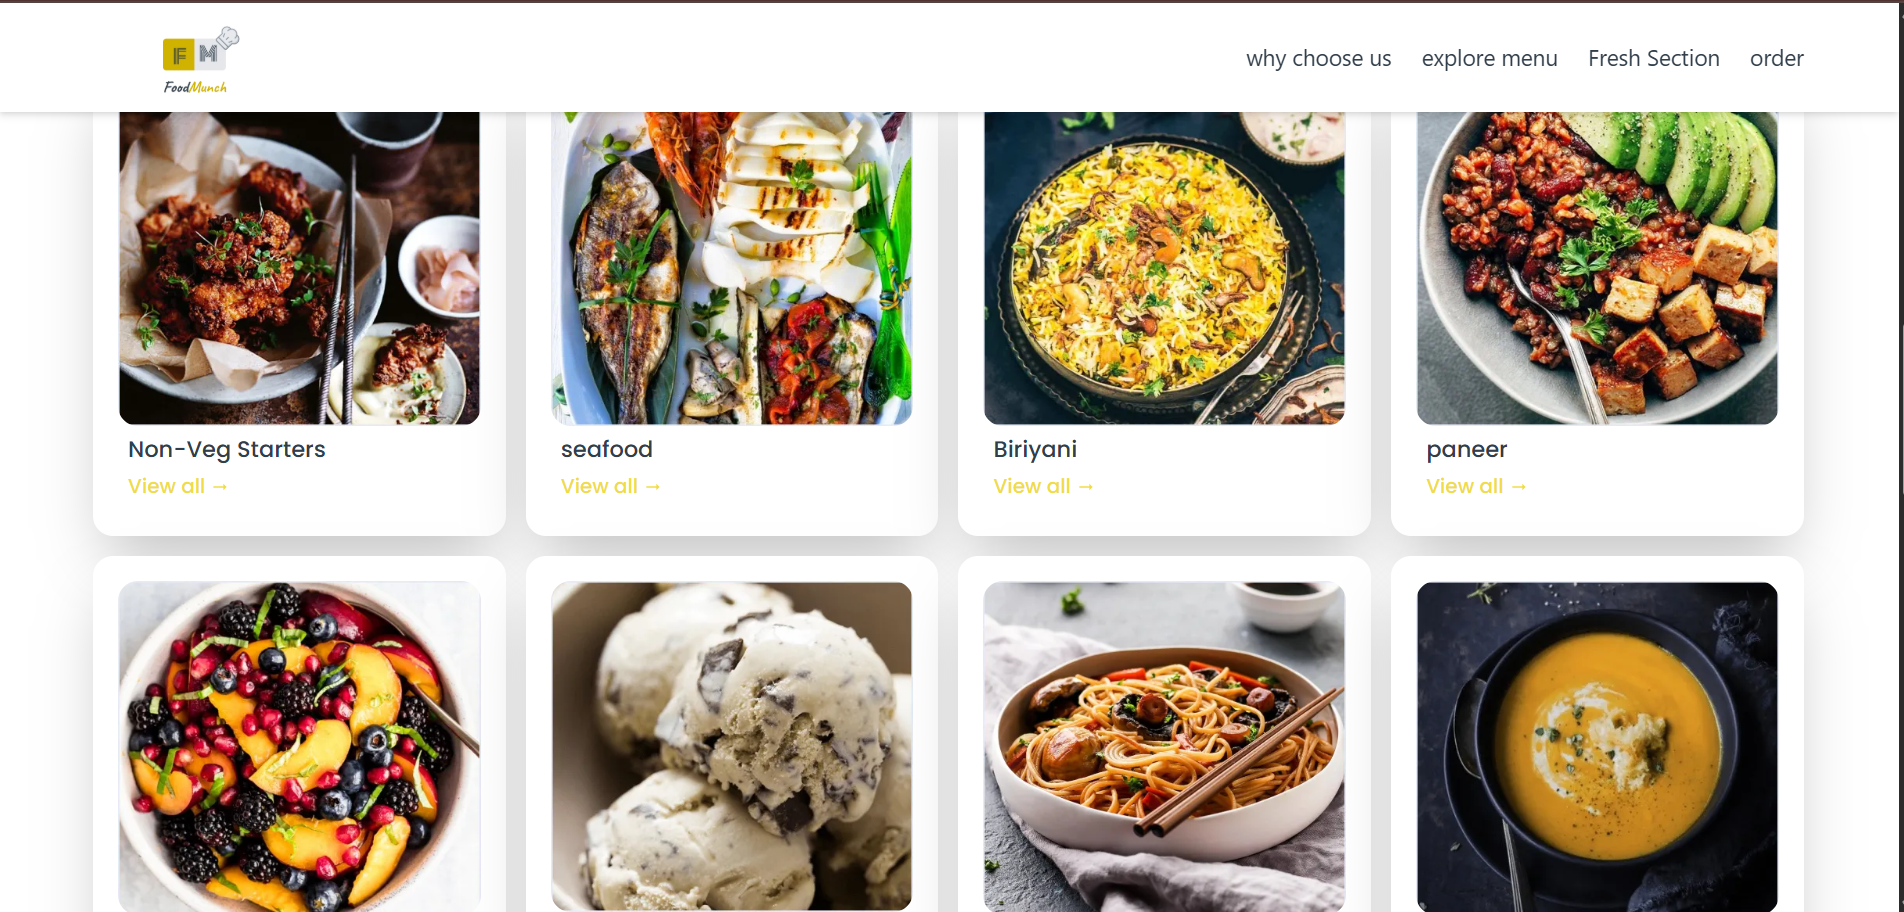 F M
FoodMunch
why choose us explore menu Fresh Section order
Non-Veg Starters
View all →
seafood
View all →
Biriyani
View all →
paneer
View all →